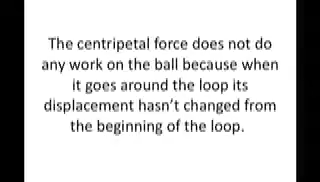 The centripetal force does not do
any work on the ball because when
it goes around the loop its
displacement hasn’t changed from
the beginning of the loop.